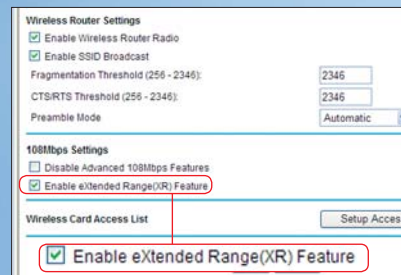 Wireless Router Settings
Enable Wireless Router Radio
Enable SSID Broadcast
Fragmentation Threshold (256 - 2346):
2346
CTS/RTS Threshold (256 - 2346):
2346
Preamble Mode
Automatic
108Mbps Settings
Disable Advanced 108Mbps Features
Enable eXtended Range(XR) Feature
Wireless Card Access List
Setup Acces
Enable eXtended Range(XR) Feature